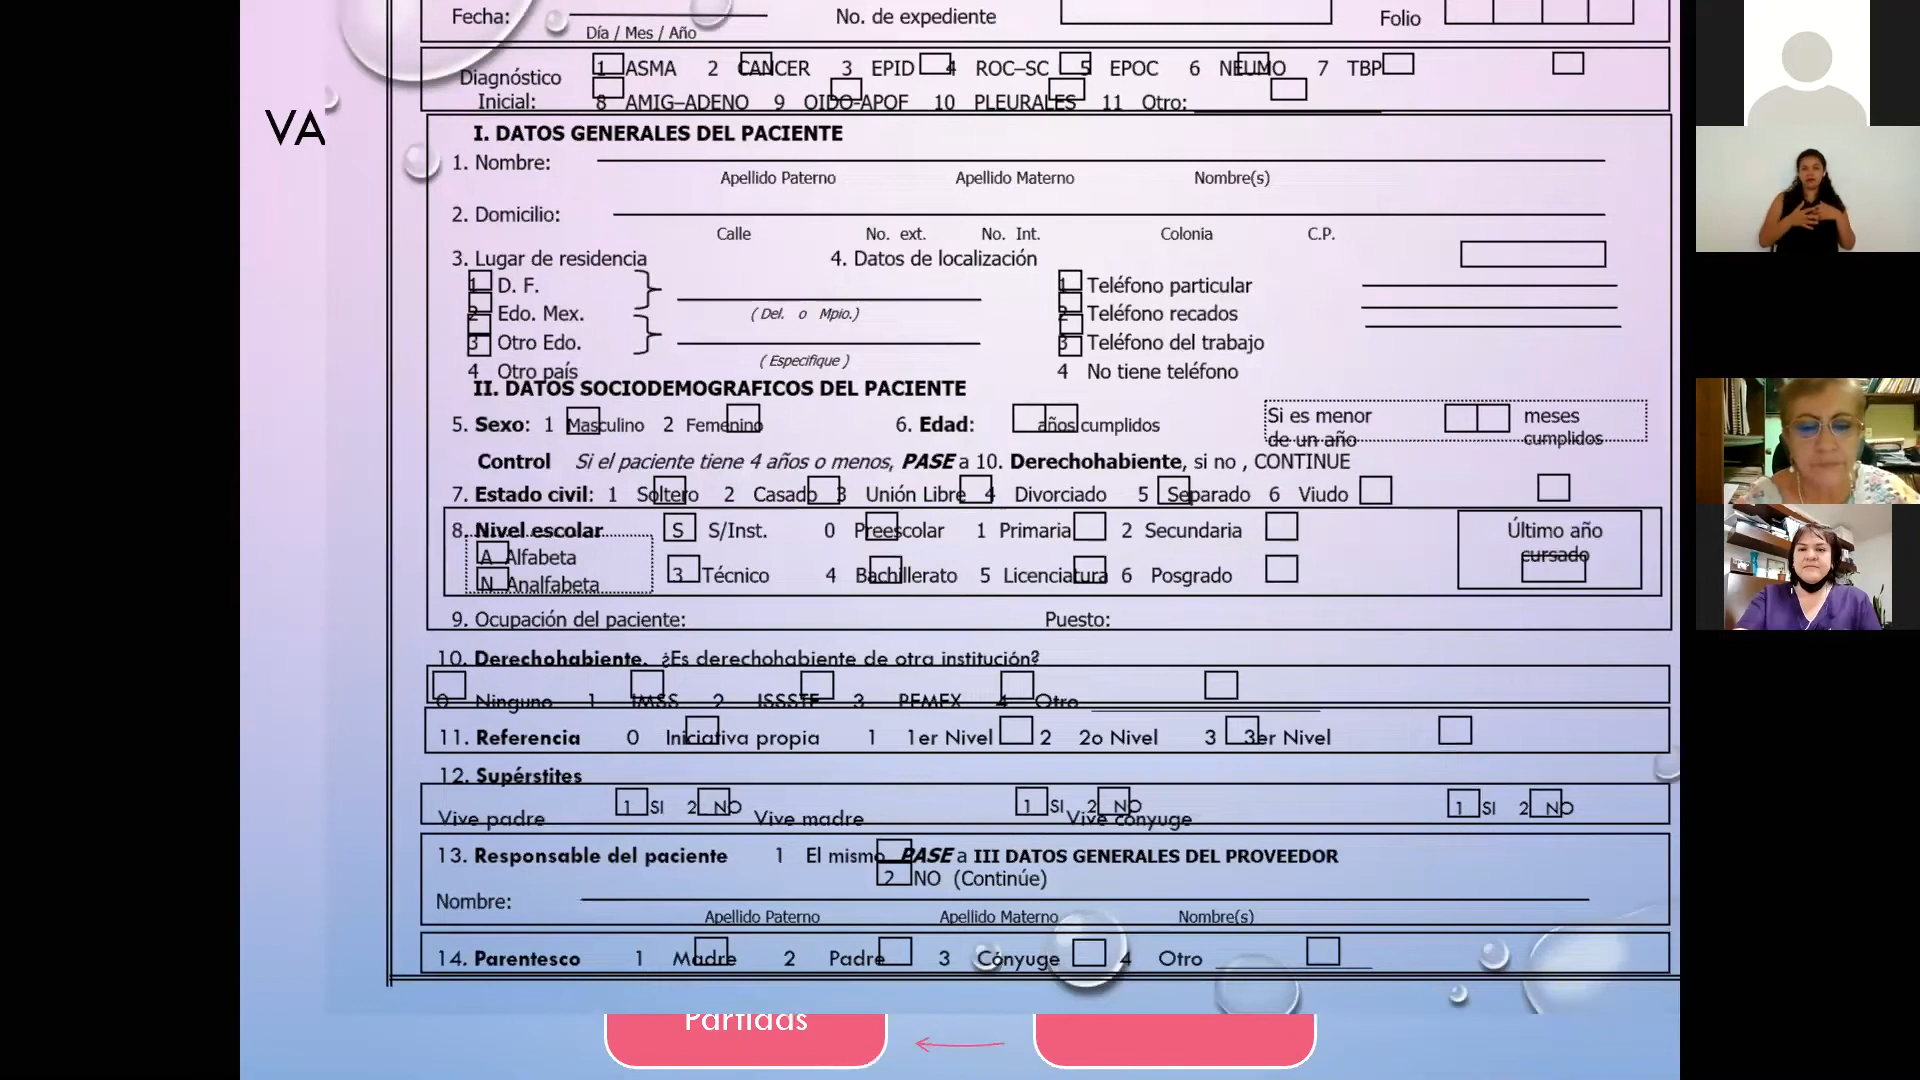 Fecha: No. de expediente Folio
Día / Mes / Año
1 ASMA 2 CANCER 3 EPID 4 ROC–SC 5 EPOC 6 NEUMO 7 TBP
Diagnóstico
Inicial: 8 AMIG–ADENO 9 OIDO-APOF 10 PLEURALES 11 Otro:
VA
I. DATOS GENERALES DEL PACIENTE
1. Nombre:
Apellido Paterno Apellido Materno Nombre(s)
2. Domicilio:
Calle No. ext. No. Int. Colonia C.P.
3. Lugar de residencia 4. Datos de localización
1 D. F. 1 Teléfono particular
2 Edo. Mex. ( Del. o Mpio.) 2 Teléfono recados
3 Otro Edo. 3 Teléfono del trabajo
( Especifique )
4 Otro país 4 No tiene teléfono
II. DATOS SOCIODEMOGRAFICOS DEL PACIENTE
5. Sexo: 1 Masculino 2 Femenino 6. Edad: años cumplidos Si es menor de un año meses cumplidos
Control Si el paciente tiene 4 años o menos, PASE a 10. Derechohabiente, si no , CONTINUE
7. Estado civil: 1 Soltero 2 Casado 3 Unión Libre 4 Divorciado 5 Separado 6 Viudo
8. Nivel escolar S S/Inst. 0 Preescolar 1 Primaria 2 Secundaria Último año
A Alfabeta cursado
N Analfabeta 3 Técnico 4 Bachillerato 5 Licenciatura 6 Posgrado
9. Ocupación del paciente: Puesto:
10. Derechohabiente. ¿Es derechohabiente de otra institución?
0 Ninguno 1 IMSS 2 ISSSTE 3 PEMEX 4 Otro
11. Referencia 0 Iniciativa propia 1 1er Nivel 2 2o Nivel 3 3er Nivel
12. Supérstites
Vive padre 1 SI 2 NO Vive madre 1 SI 2 NO Vive cónyuge 1 SI 2 NO
13. Responsable del paciente 1 El mismo PASE a III DATOS GENERALES DEL PROVEEDOR
2 NO (Continúe)
Nombre:
Apellido Paterno Apellido Materno Nombre(s)
14. Parentesco 1 Madre 2 Padre 3 Cónyuge 4 Otro
Partidas